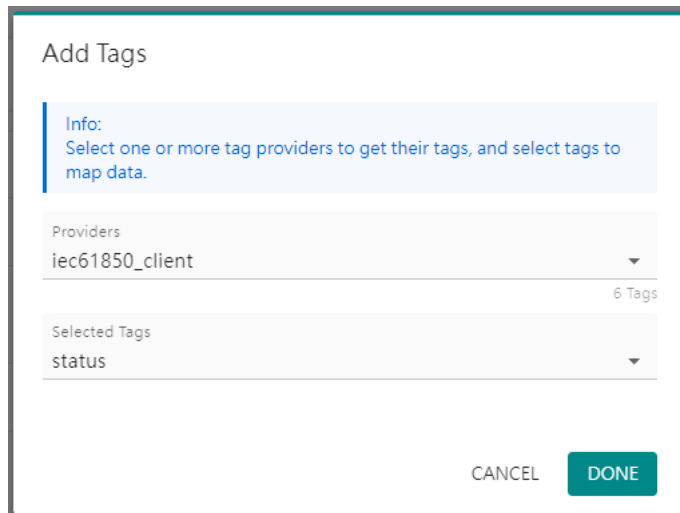 Add Tags
Info:
Select one or more tag providers to get their tags, and select tags to
map data.
Providers
iec61850_client
6 Tags
Selected Tags
status
CANCEL
DONE